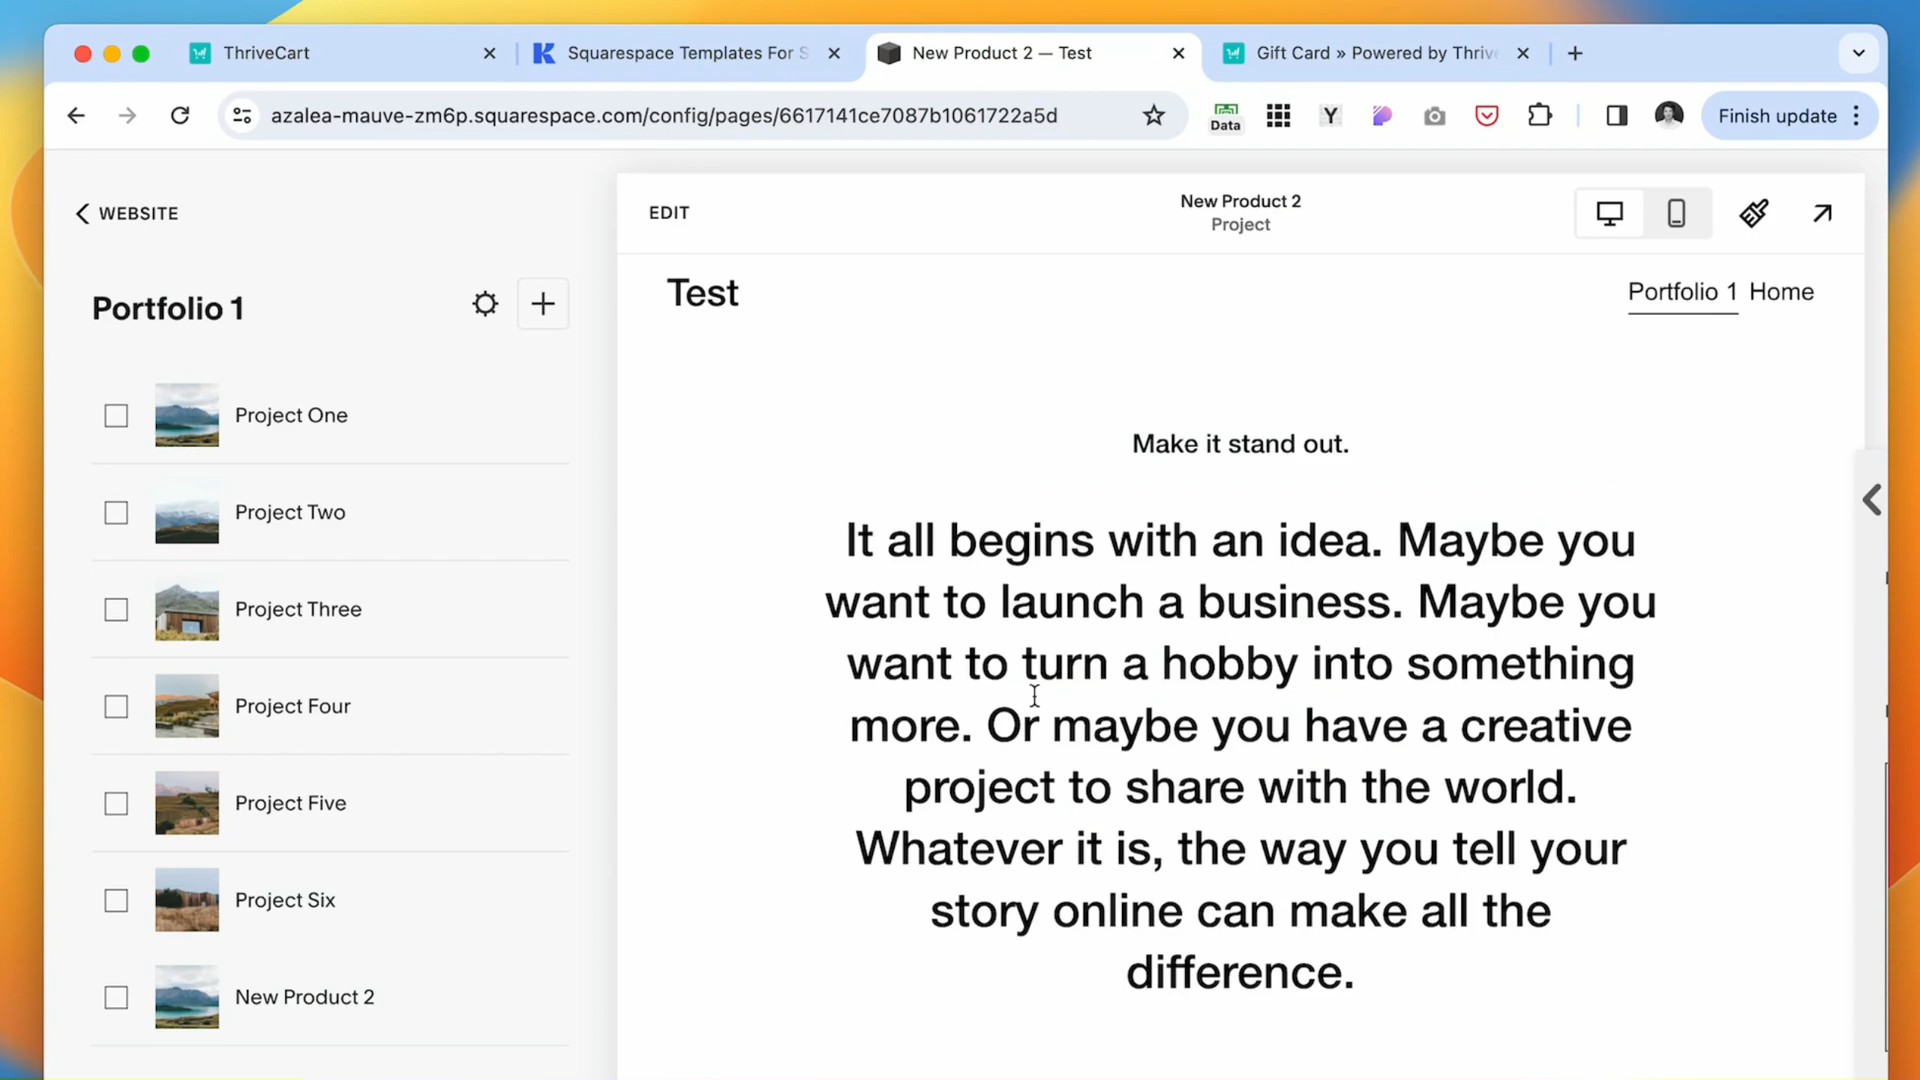 ThriveCart
Squarespace Templates For S
New Product 2 — Test
Gift Card » Powered by Thrive
azalea-mauve-zm6p.squarespace.com/config/pages/6617141ce7087b1061722a5d
Data
Y
Finish update
WEBSITE
EDIT
New Product 2
Project
Portfolio 1
Test
Portfolio 1 Home
Project One
Project Two
Project Three
Project Four
Project Five
Project Six
New Product 2
Make it stand out.
It all begins with an idea. Maybe you
want to launch a business. Maybe you
want to turn a hobby into something
more. Or maybe you have a creative
project to share with the world.
Whatever it is, the way you tell your
story online can make all the
difference.